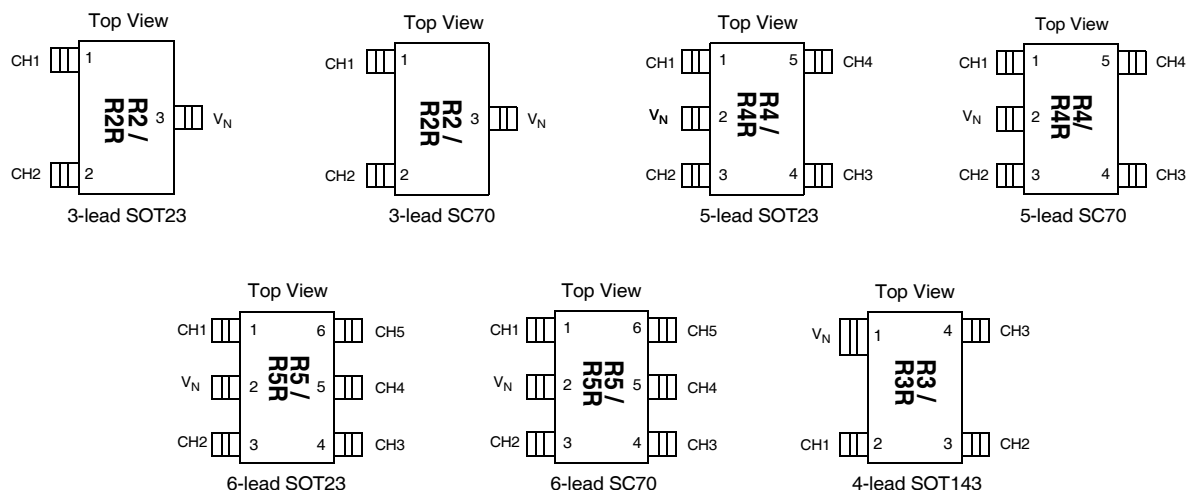 Top View
CH1 1
R2 /
R2R
3 VN
CH2 2
3-lead SOT23
Top View
CH1 1
R2 /
R2R
3 VN
CH2 2
3-lead SC70
Top View
CH1 1 5 CH4
VN 2
R4 /
R4R
CH2 3 4 CH3
5-lead SOT23
Top View
CH1 1 5 CH4
VN 2
R4/
R4R
CH2 3 4 CH3
5-lead SC70
Top View
CH1 1 6 CH5
VN 2 5 CH4
R5 /
R5R
CH2 3 4 CH3
6-lead SOT23
Top View
CH1 1 6 CH5
VN 2 5 CH4
R5 /
R5R
CH2 3 4 CH3
6-lead SC70
Top View
VN 1 4 CH3
R3 /
R3R
CH1 2 3 CH2
4-lead SOT143